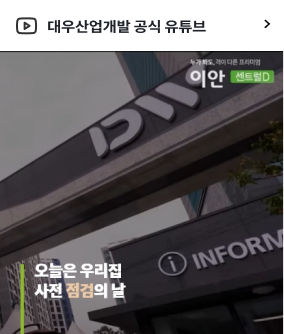 대우산업개발 공식 유튜브
누가 봐도, 격이 다른 프리미엄
이안 센트럴D
DW
INFORM
오늘은 우리집
사전 점검의 날